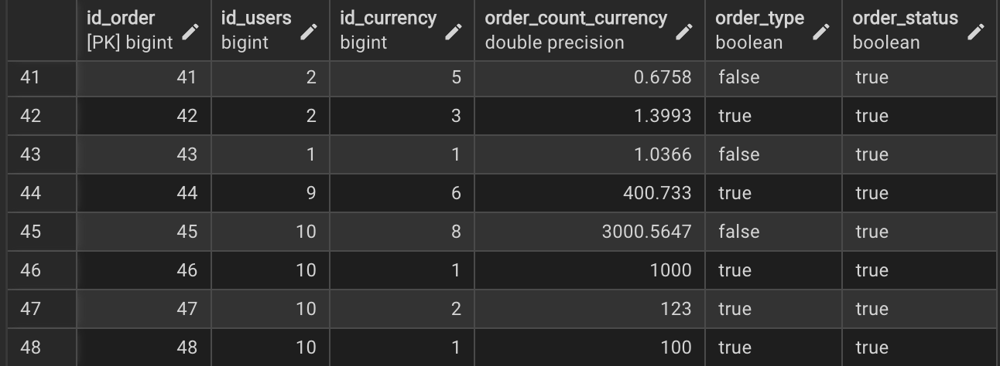 id_order id_users id_currency order_count_currency order_type order_status
[PK] bigint bigint bigint double precision boolean boolean
41 41 2 5 0.6758 false true
42 42 2 3 1.3993 true true
43 43 1 1 1.0366 false true
44 44 9 6 400.733 true true
45 45 10 8 3000.5647 false true
46 46 10 1 1000 true true
47 47 10 2 123 true true
48 48 10 1 100 true true